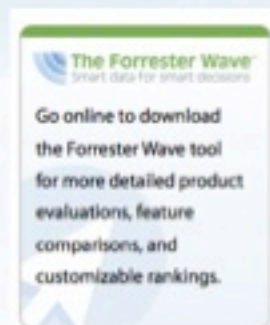 The Forrester Wave™
Smart data for smart decisions
Go online to download
the Forrester Wave tool
for more detailed product
evaluations, feature
comparisons, and
customizable rankings.